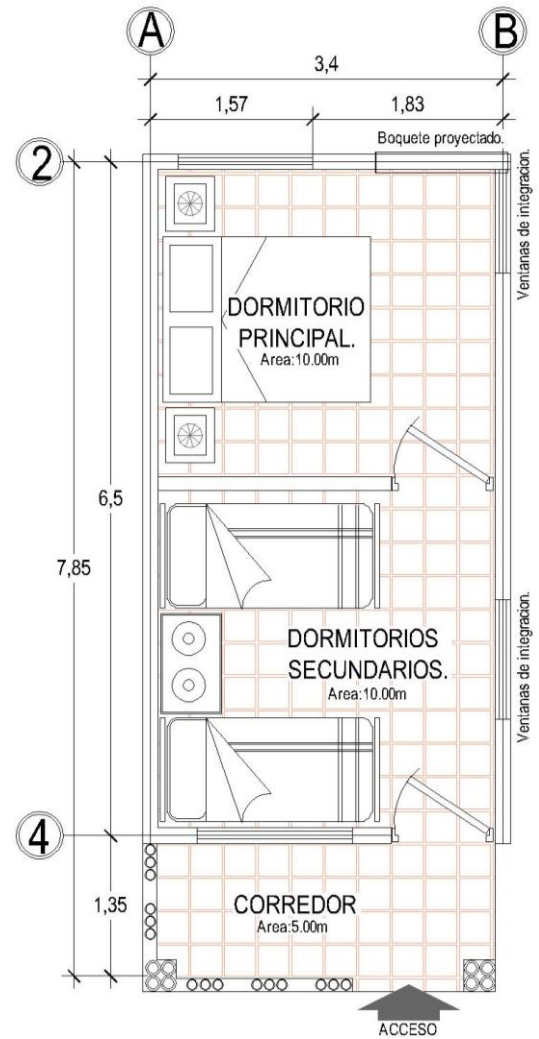 A
B
3,4
1,57
1,83
Boquete proyectado.
2
Ventanas de integracion.
DORMITORIO
PRINCIPAL.
Area:10.00m
6,5
7,85
DORMITORIOS
SECUNDARIOS.
Area:10.00m
Ventanas de integracion.
4
1,35
CORREDOR
Area:5.00m
ACCESO